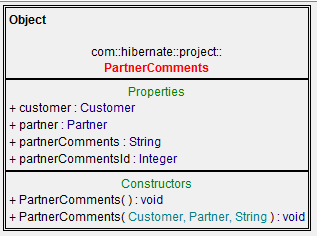 Object
com::hibernate::project::
PartnerComments
Properties
+ customer : Customer
+ partner : Partner
+ partnerComments : String
+ partnerCommentsId : Integer
Constructors
+ PartnerComments( ) : void
+ PartnerComments( Customer, Partner, String ) : void